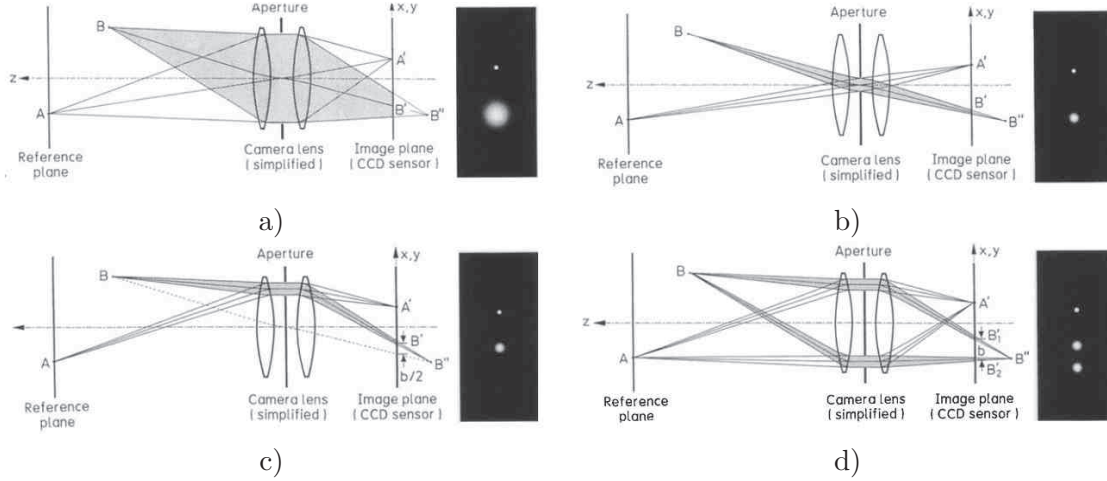 Aperture
x,y
B
A'
z
B'
B"
A
Reference
plane
Camera lens
(simplified)
Image plane
(CCD sensor)
a)
Aperture
x,y
B
A'
z
B'
A
B"
Reference
plane
Camera lens
(simplified)
Image plane
(CCD sensor)
b)
Aperture
x,y
B
A'
B'
A
B"
b/2
Reference
plane
Camera lens
(simplified)
Image plane
(CCD sensor)
c)
Aperture
x,y
B
A'
z
B'1
b
A
B"
B'2
Reference
plane
Camera lens
(simplified)
Image plane
(CCD sensor)
d)